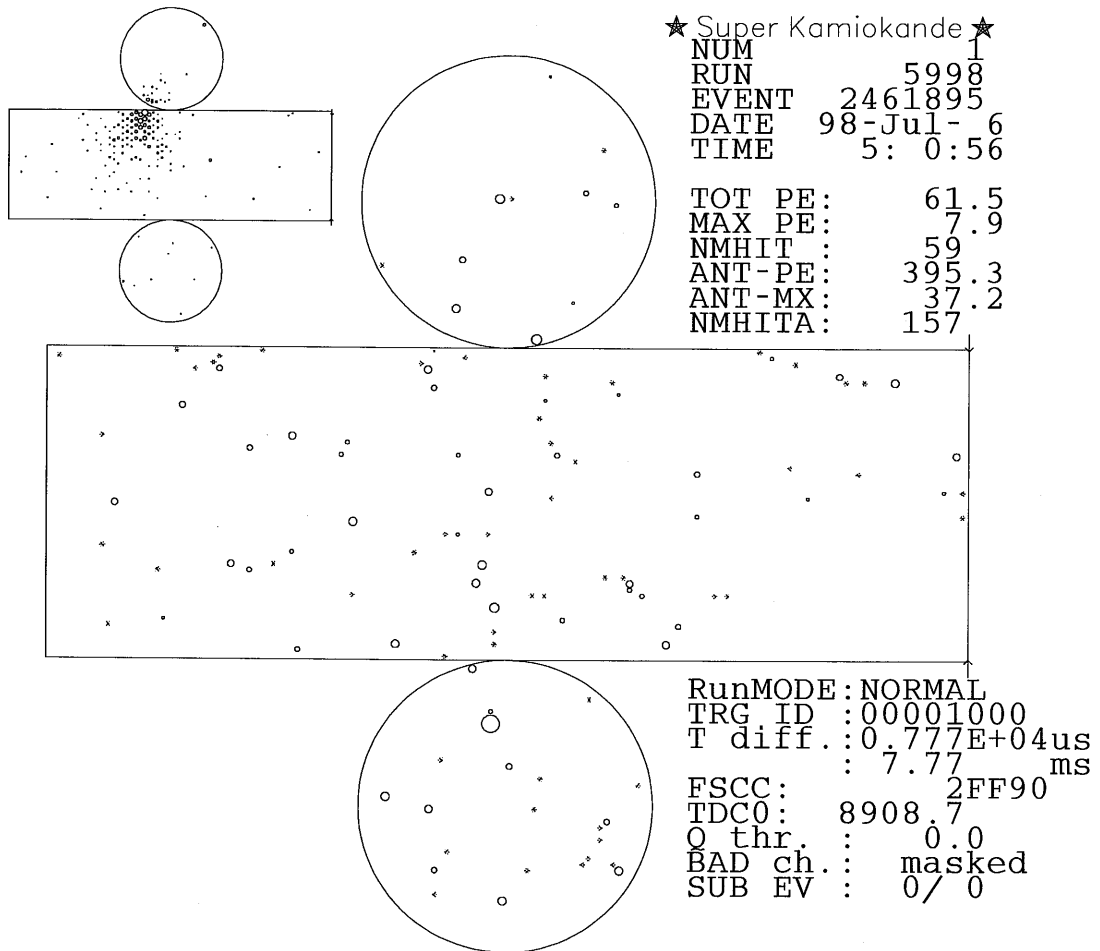 ★ Super Kamiokande ★
NUM 1
RUN 5998
EVENT 2461895
DATE 98-Jul- 6
TIME 5: 0:56
TOT PE: 61.5
MAX PE: 7.9
NMHIT : 59
ANT-PE: 395.3
ANT-MX: 37.2
NMHITA: 157
RunMODE:NORMAL
TRG ID :00001000
T diff.:0.777E+04us
: 7.77 ms
FSCC: 2FF90
TDC0: 8908.7
Q thr. : 0.0
BAD ch.: masked
SUB EV : 0/ 0